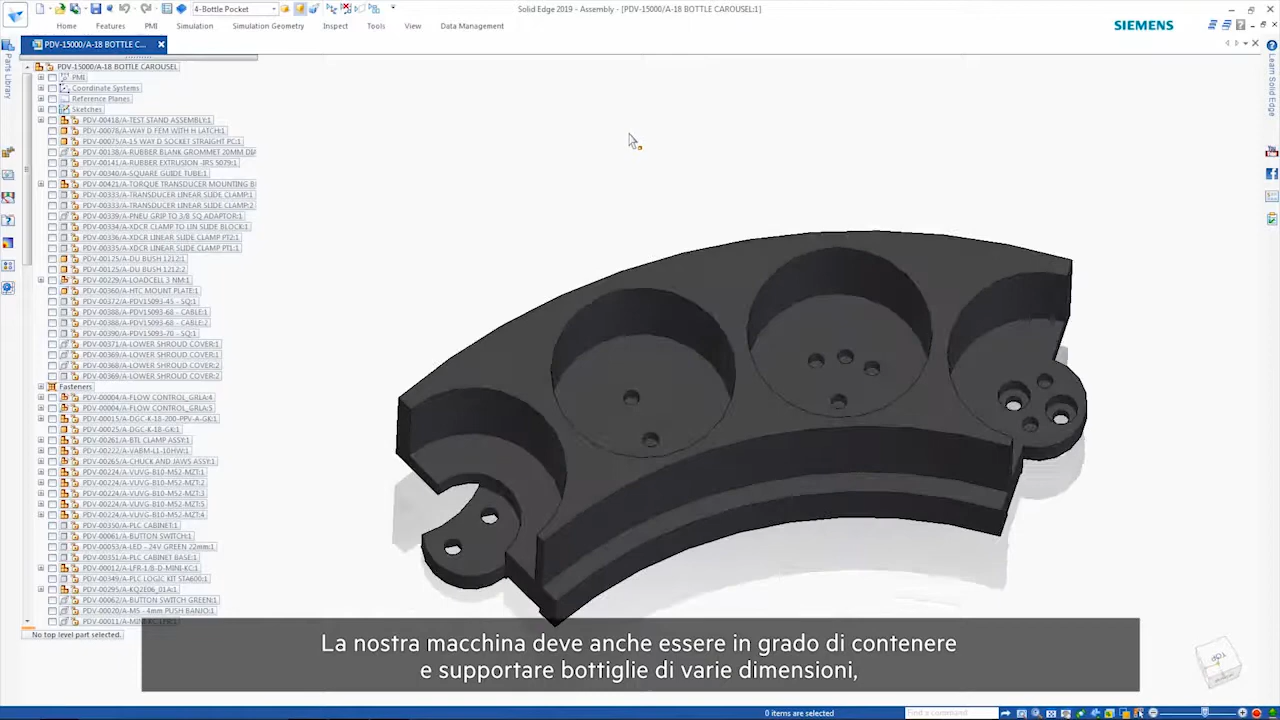 4-Bottle Pocket
Solid Edge 2019 - Assembly - [PDV-15000/A-18 BOTTLE CAROUSEL:1]
Home Features PMI Simulation Simulation Geometry Inspect Tools View Data Management
SIEMENS
PDV-15000/A-18 BOTTLE C...
Parts Library
Learn Solid Edge
PDV-15000/A-18 BOTTLE CAROUSEL
PMI
Coordinate Systems
Reference Planes
Sketches
PDV-00418/A-TEST STAND ASSEMBLY:1
PDV-00078/A-WAY D FEM WITH H LATCH:1
PDV-00075/A-15 WAY D SOCKET STRAIGHT PC:1
PDV-00138/A-RUBBER BLANK GROMMET 20MM DIA
PDV-00141/A-RUBBER EXTRUSION -IRS 5079:1
PDV-00340/A-SQUARE GUIDE TUBE:1
PDV-00421/A-TORQUE TRANSDUCER MOUNTING B
PDV-00333/A-TRANSDUCER LINEAR SLIDE CLAMP:1
PDV-00333/A-TRANSDUCER LINEAR SLIDE CLAMP:2
PDV-00339/A-PNEU GRIP TO 3/8 SQ ADAPTOR:1
PDV-00334/A-XDCR CLAMP TO LIN SLIDE BLOCK:1
PDV-00336/A-XDCR LINEAR SLIDE CLAMP PT2:1
PDV-00335/A-XDCR LINEAR SLIDE CLAMP PT1:1
PDV-00125/A-DU BUSH 1212:1
PDV-00125/A-DU BUSH 1212:2
PDV-00229/A-LOADCELL 3 NM:1
PDV-00360/A-HTC MOUNT PLATE:1
PDV-00372/A-PDV15093-45 - SQ:1
PDV-00388/A-PDV15093-68 - CABLE:1
PDV-00388/A-PDV15093-68 - CABLE:2
PDV-00390/A-PDV15093-70 - SQ:1
PDV-00371/A-LOWER SHROUD COVER:1
PDV-00369/A-LOWER SHROUD COVER:1
PDV-00368/A-LOWER SHROUD COVER:2
PDV-00369/A-LOWER SHROUD COVER:2
Fasteners
PDV-00004/A-FLOW CONTROL_GRLA:4
PDV-00004/A-FLOW CONTROL_GRLA:5
PDV-00015/A-DGC-K-18-200-PPV-A-GK:1
PDV-00025/A-DGC-K-18-GK:1
PDV-00261/A-BTL CLAMP ASSY:1
PDV-00222/A-VABM-L1-10HW:1
PDV-00265/A-CHUCK AND JAWS ASSY:1
PDV-00224/A-VUVG-B10-M52-MZT:1
PDV-00224/A-VUVG-B10-M52-MZT:2
PDV-00224/A-VUVG-B10-M52-MZT:3
PDV-00224/A-VUVG-B10-M52-MZT:5
PDV-00224/A-VUVG-B10-M52-MZT:4
PDV-00350/A-PLC CABINET:1
PDV-00061/A-BUTTON SWITCH:1
PDV-00053/A-LED - 24V GREEN 22mm:1
PDV-00351/A-PLC CABINET BASE:1
PDV-00012/A-LFR-1/8-D-MINI-KC:1
PDV-00349/A-PLC LOGIC KIT STA600:1
PDV-00295/A-KQ2E06_01A:1
PDV-00062/A-BUTTON SWITCH GREEN:1
PDV-00020/A-M5 - 4mm PUSH BANJO:1
No top level part selected.
TOP
La nostra macchina deve anche essere in grado di contenere
e supportare bottiglie di varie dimensioni,
0 items are selected
Find a command